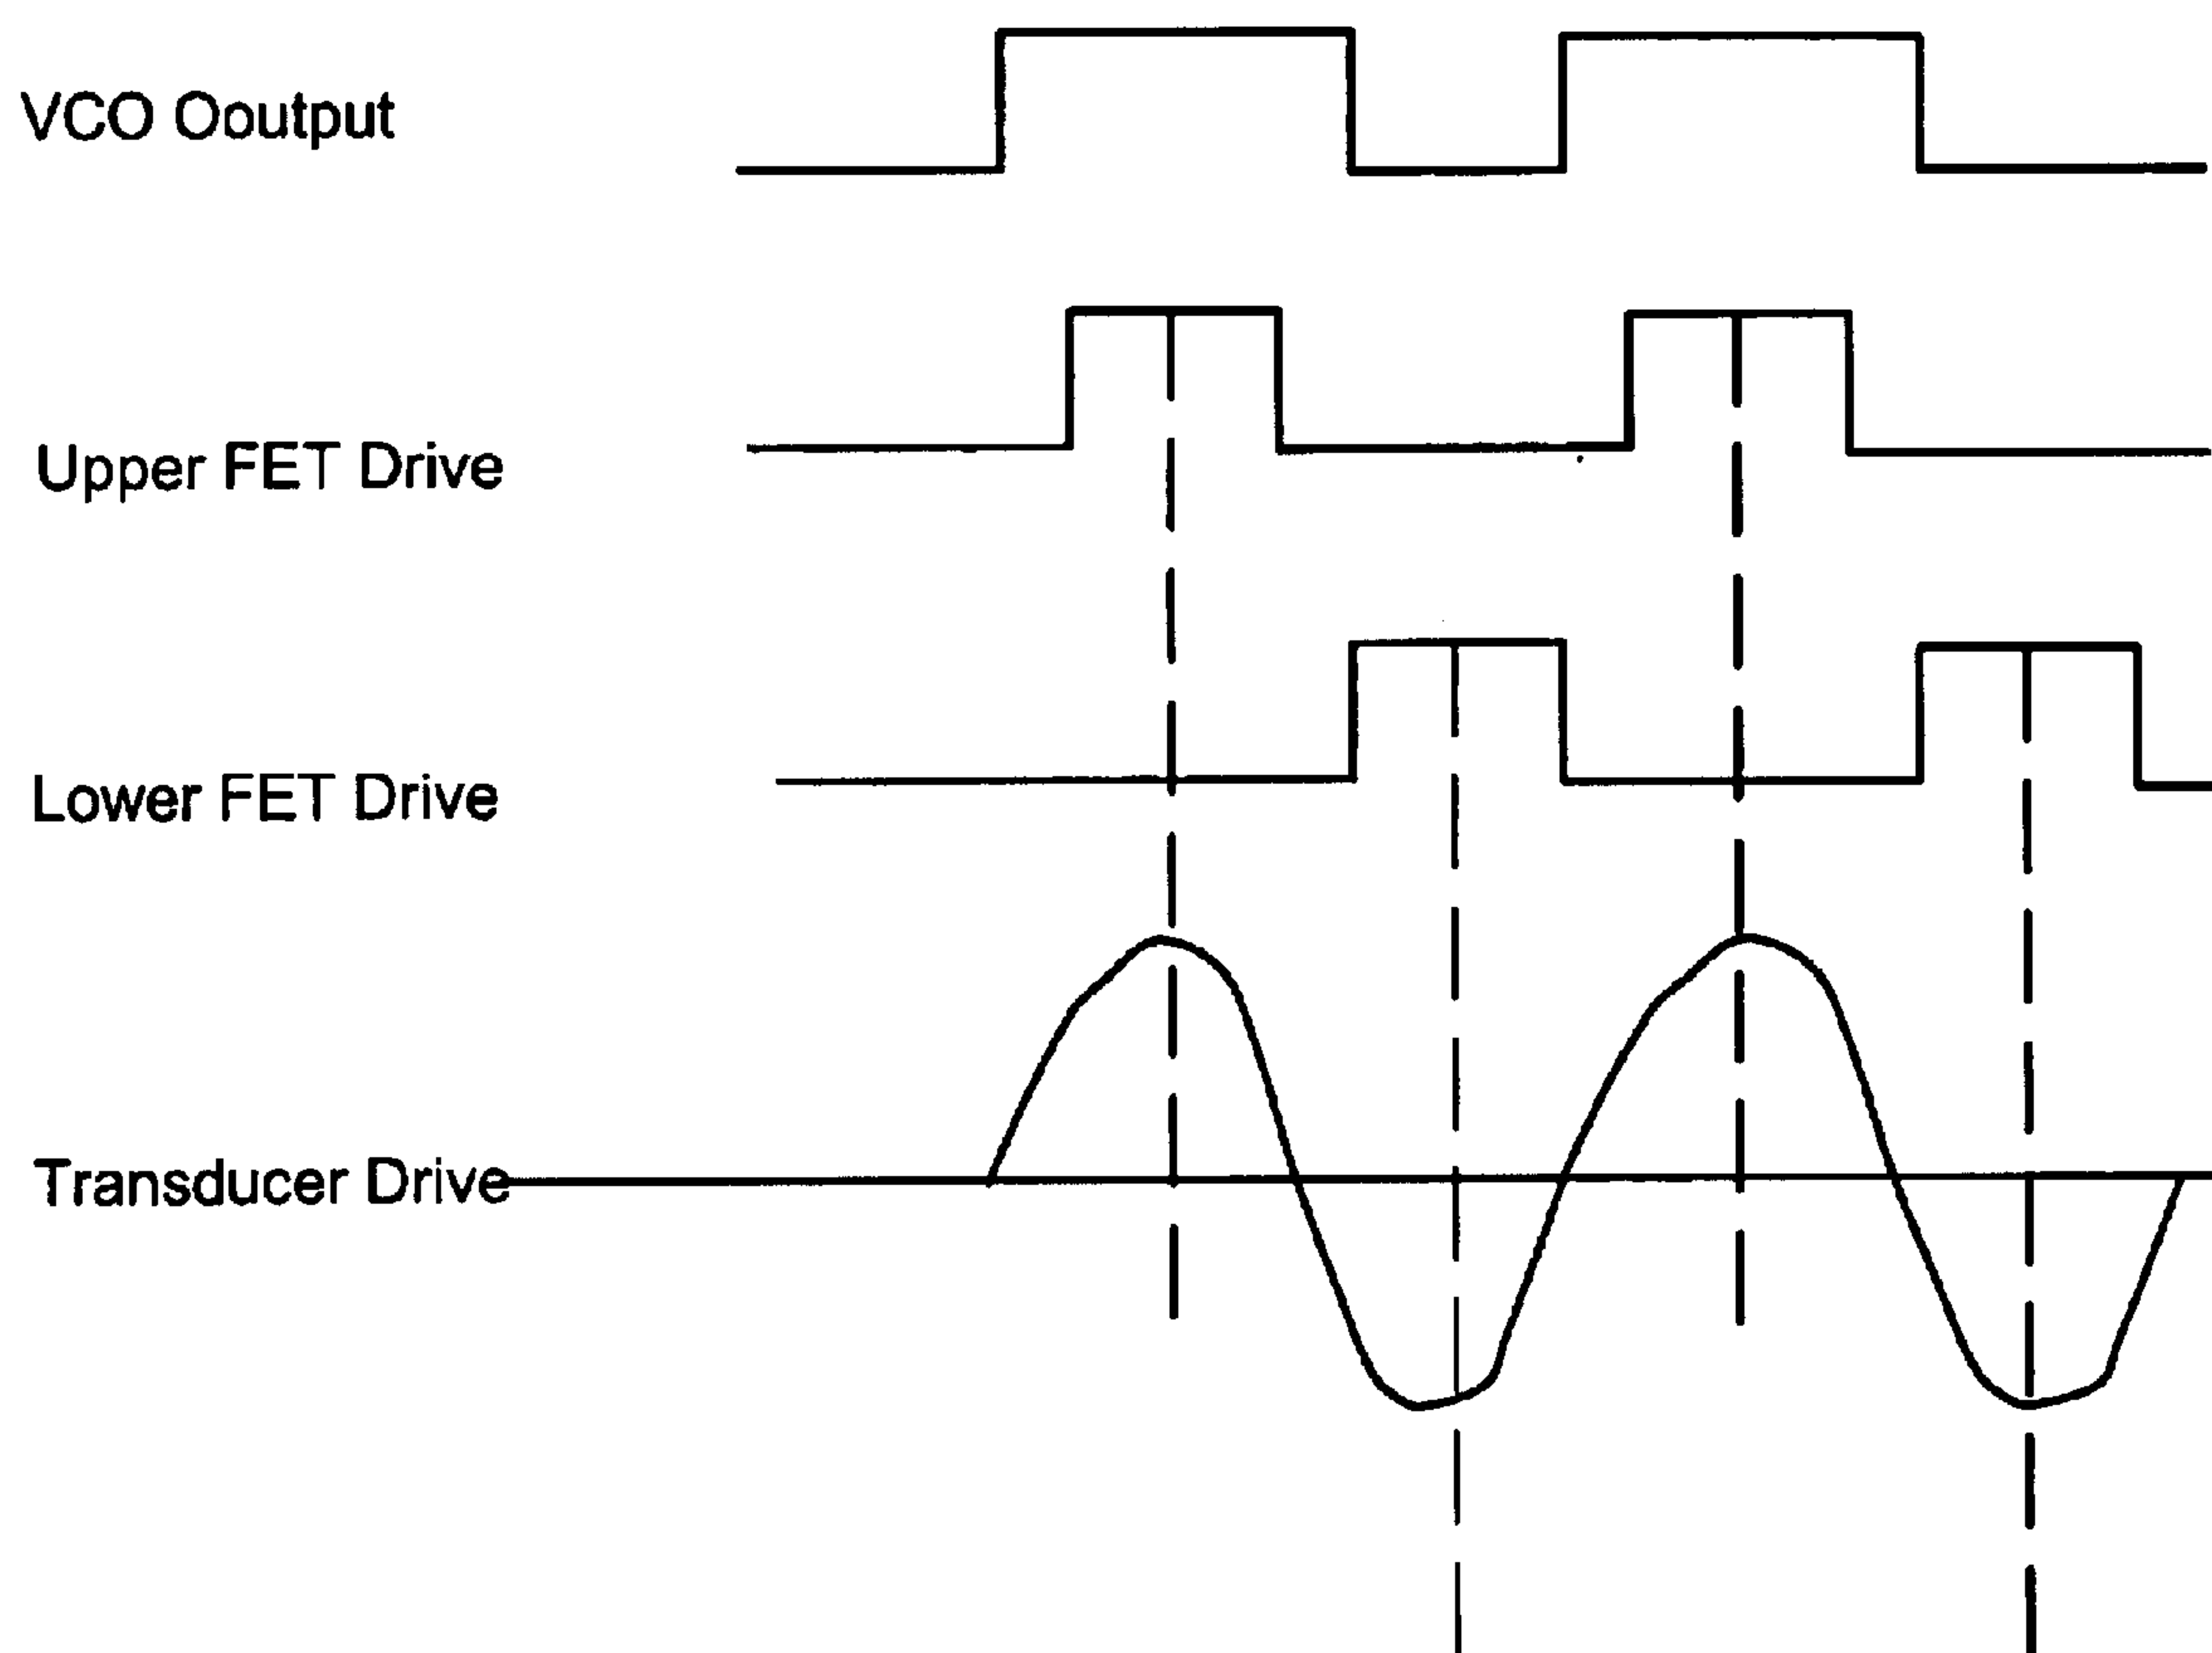 VCO Ooutput
Upper FET Drive
Lower FET Drive
Transducer Drive